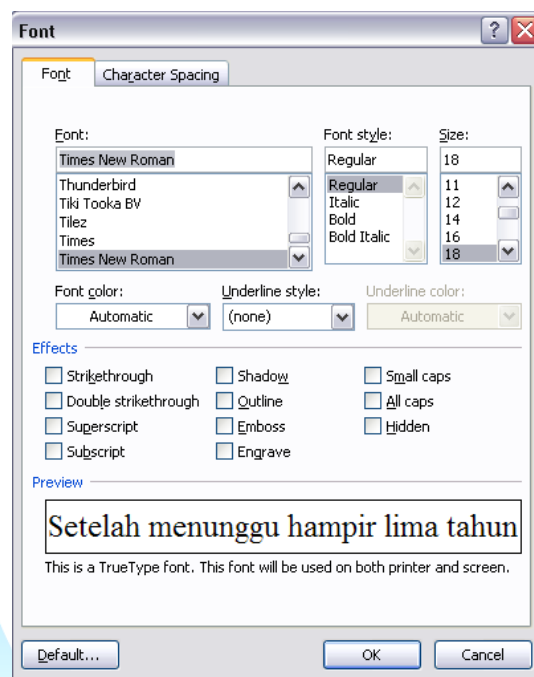 Font
Font Character Spacing
Font: Font style: Size:
Times New Roman Regular 18
Thunderbird Regular 11
Tiki Tooka BV Italic 12
Tilez Bold 14
Times Bold Italic 16
Times New Roman 18
Font color: Underline style: Underline color:
Automatic (none) Automatic
Effects
Strikethrough Shadow Small caps
Double strikethrough Outline All caps
Superscript Emboss Hidden
Subscript Engrave
Preview
Setelah menunggu hampir lima tahun
This is a TrueType font. This font will be used on both printer and screen.
Default... OK Cancel